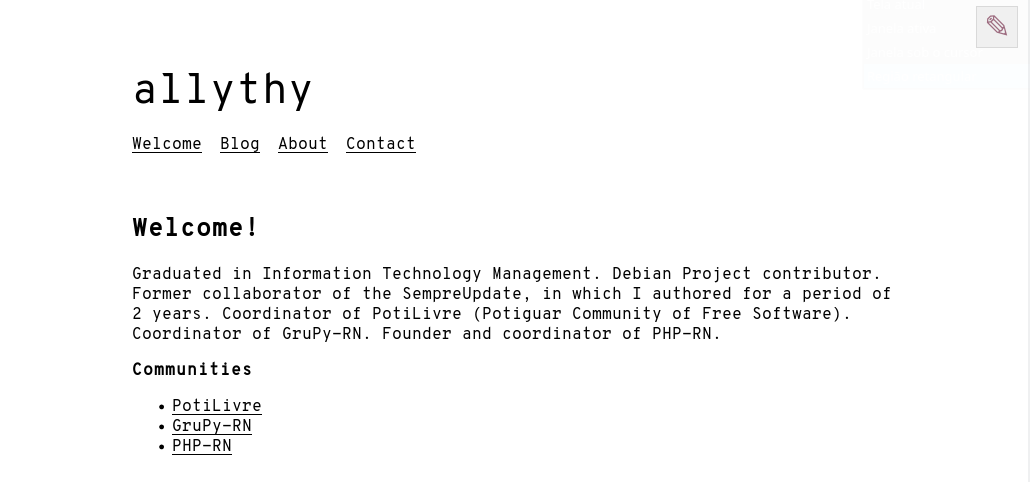 allythy
Welcome Blog About Contact
Welcome!
Graduated in Information Technology Management. Debian Project contributor.
Former collaborator of the SempreUpdate, in which I authored for a period of
2 years. Coordinator of PotiLivre (Potiguar Community of Free Software).
Coordinator of GruPy-RN. Founder and coordinator of PHP-RN.
Communities
• PotiLivre
• GruPy-RN
• PHP-RN